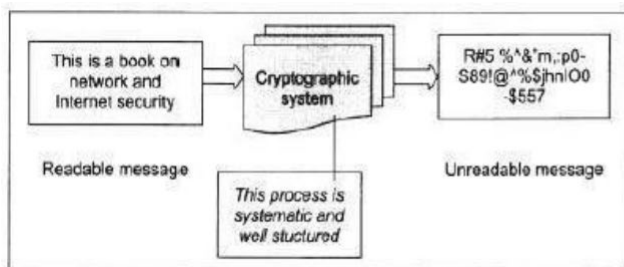 This is a book on
network and
Internet security
Cryptographic
system
R#5 %^&*m,:p0-
S89!@^%$jhnlO0
-$557
Readable message
Unreadable message
This process is
systematic and
well stuctured